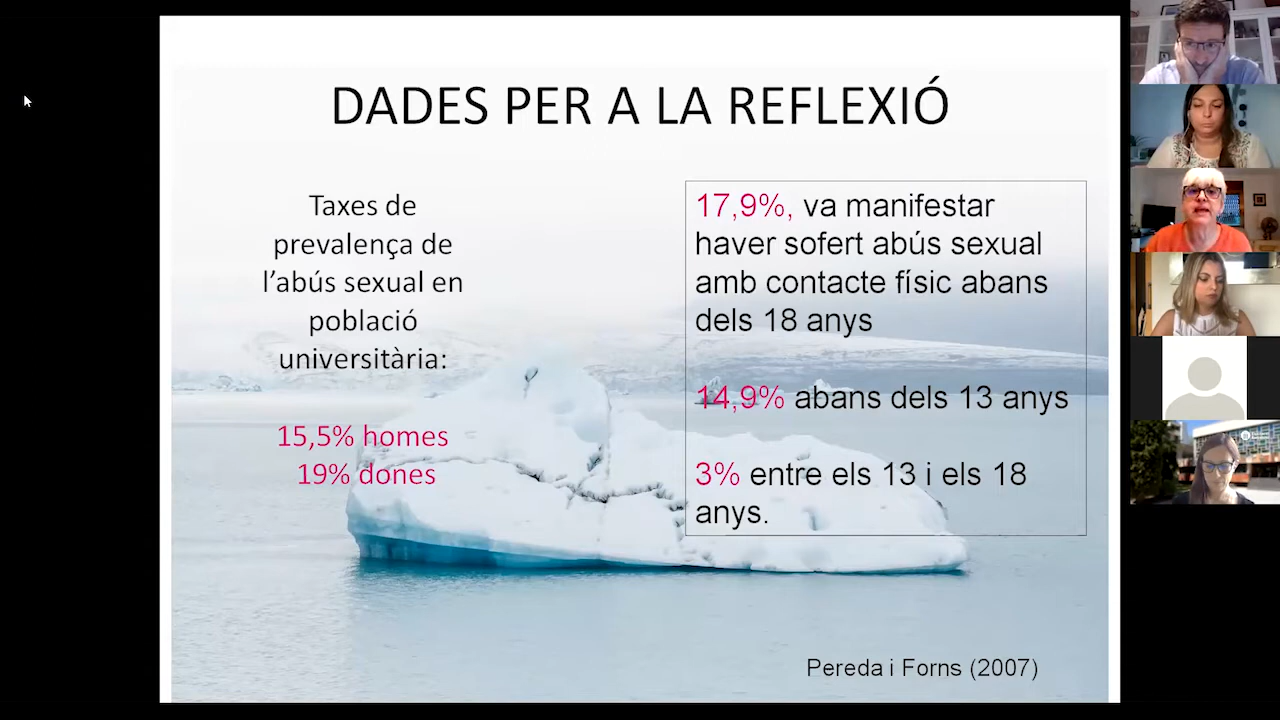 DADES PER A LA REFLEXIÓ
Taxes de
prevalença de
l’abús sexual en
població
universitària:
15,5% homes
19% dones
17,9%, va manifestar
haver sofert abús sexual
amb contacte físic abans
dels 18 anys
14,9% abans dels 13 anys
3% entre els 13 i els 18
anys.
Pereda i Forns (2007)